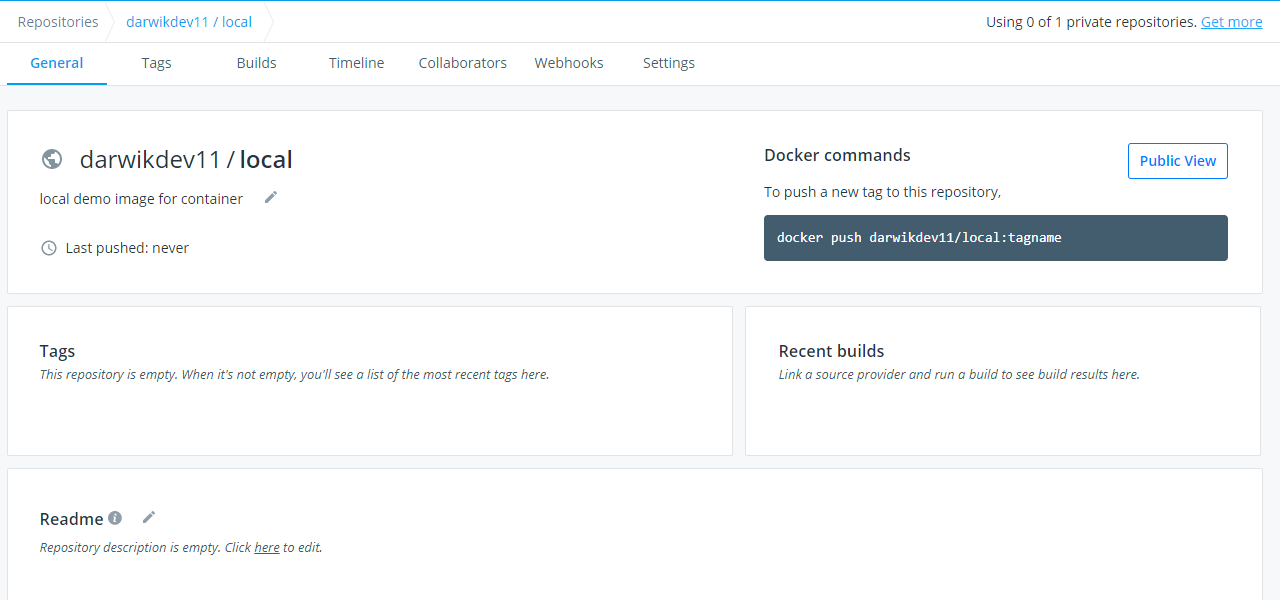 Repositories darwikdev11 / local Using 0 of 1 private repositories. Get more
General Tags Builds Timeline Collaborators Webhooks Settings
darwikdev11 / local
local demo image for container
Last pushed: never
Docker commands
Public View
To push a new tag to this repository,
docker push darwikdev11/local:tagname
Tags
This repository is empty. When it's not empty, you'll see a list of the most recent tags here.
Recent builds
Link a source provider and run a build to see build results here.
Readme
Repository description is empty. Click here to edit.